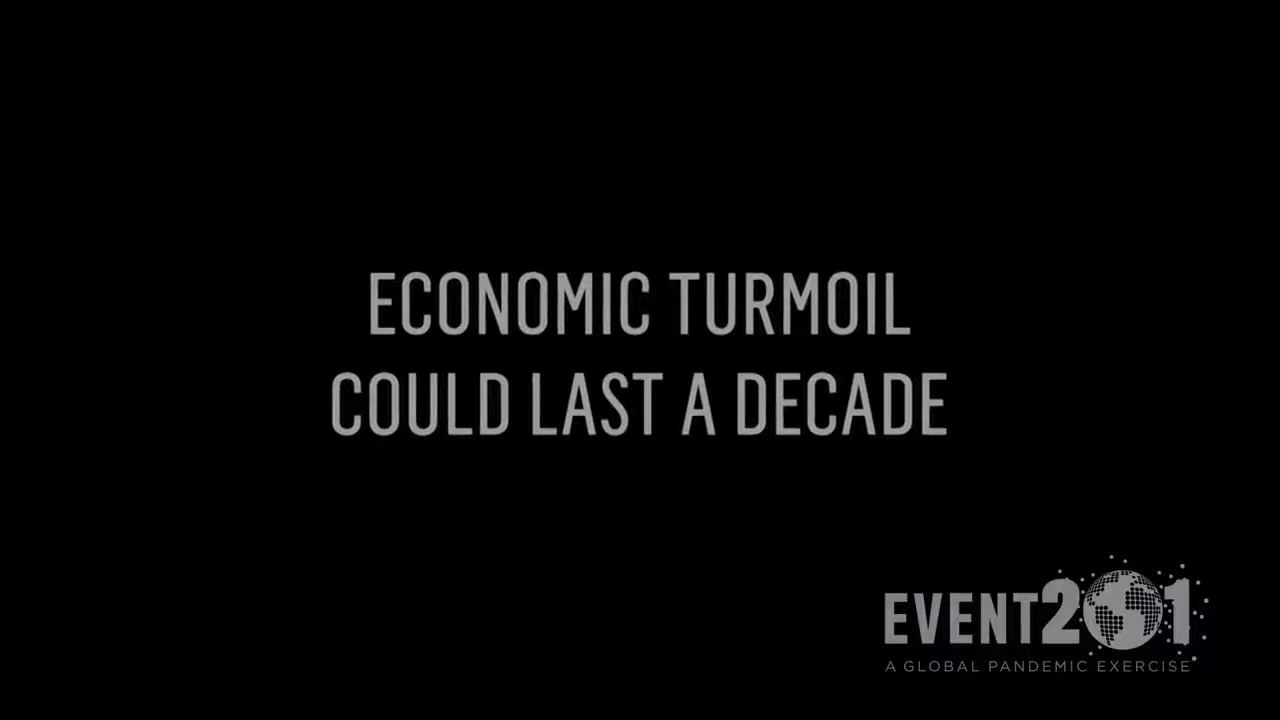 ECONOMIC TURMOIL
COULD LAST A DECADE
EVENT201
A GLOBAL PANDEMIC EXERCISE